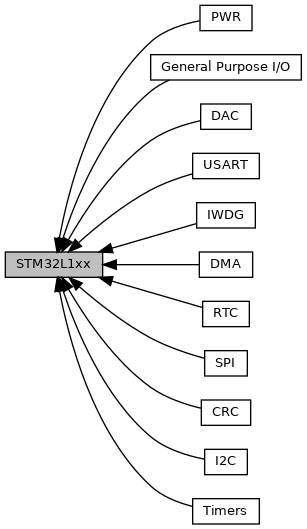 PWR
General Purpose I/O
DAC
USART
IWDG
STM32L1xx
DMA
RTC
SPI
CRC
I2C
Timers